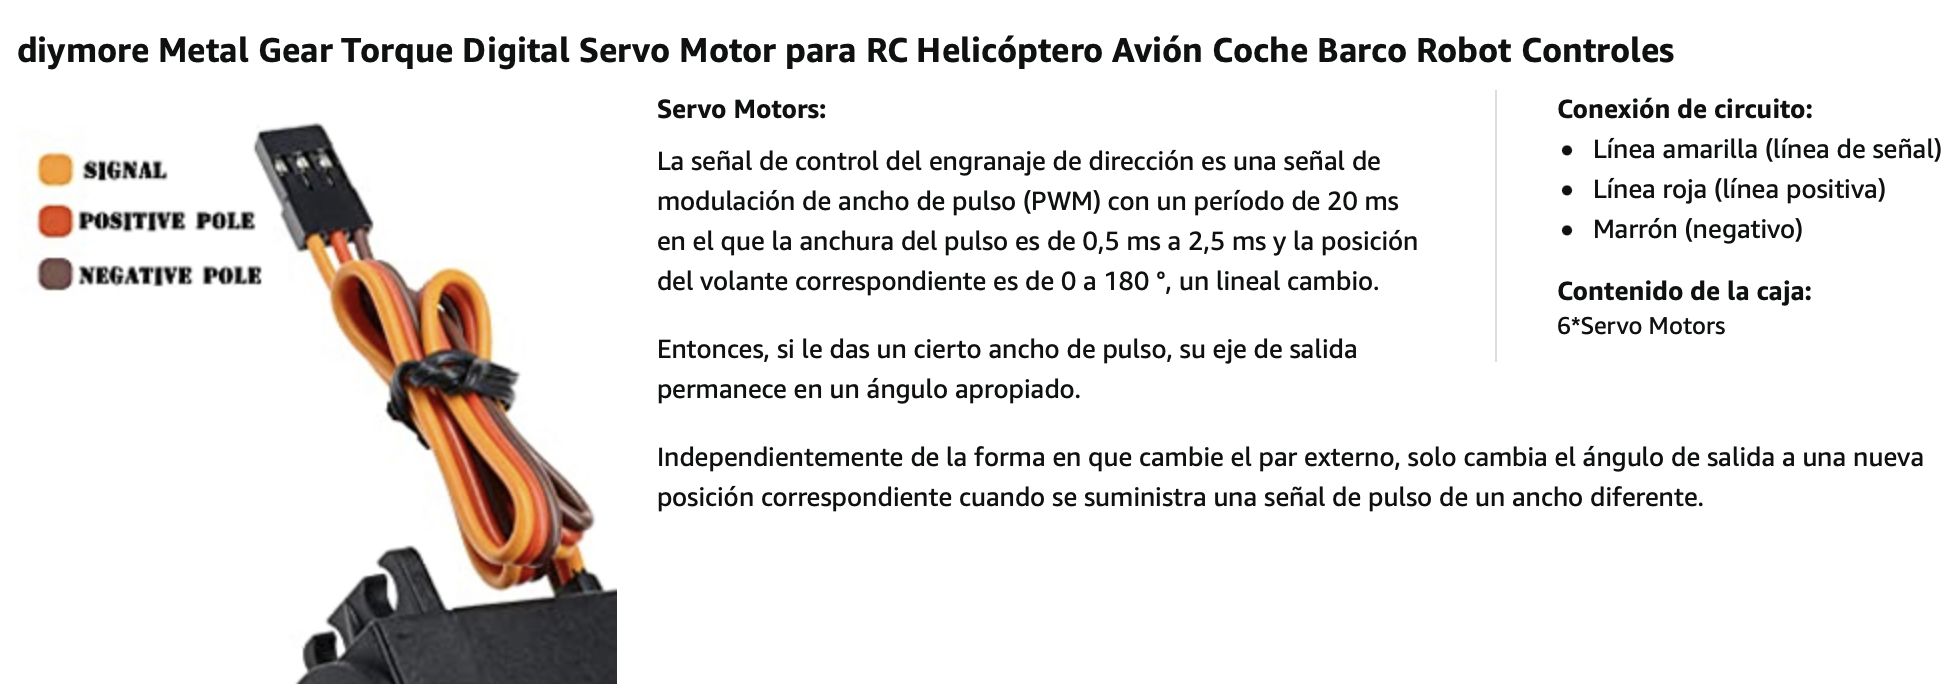 diymore Metal Gear Torque Digital Servo Motor para RC Helicóptero Avión Coche Barco Robot Controles
SIGNAL
POSITIVE POLE
NEGATIVE POLE
Servo Motors:
La señal de control del engranaje de dirección es una señal de
modulación de ancho de pulso (PWM) con un período de 20 ms
en el que la anchura del pulso es de 0,5 ms a 2,5 ms y la posición
del volante correspondiente es de 0 a 180 °, un lineal cambio.
Entonces, si le das un cierto ancho de pulso, su eje de salida
permanece en un ángulo apropiado.
Independientemente de la forma en que cambie el par externo, solo cambia el ángulo de salida a una nueva
posición correspondiente cuando se suministra una señal de pulso de un ancho diferente.
Conexión de circuito:
• Línea amarilla (línea de señal)
• Línea roja (línea positiva)
• Marrón (negativo)
Contenido de la caja:
6*Servo Motors